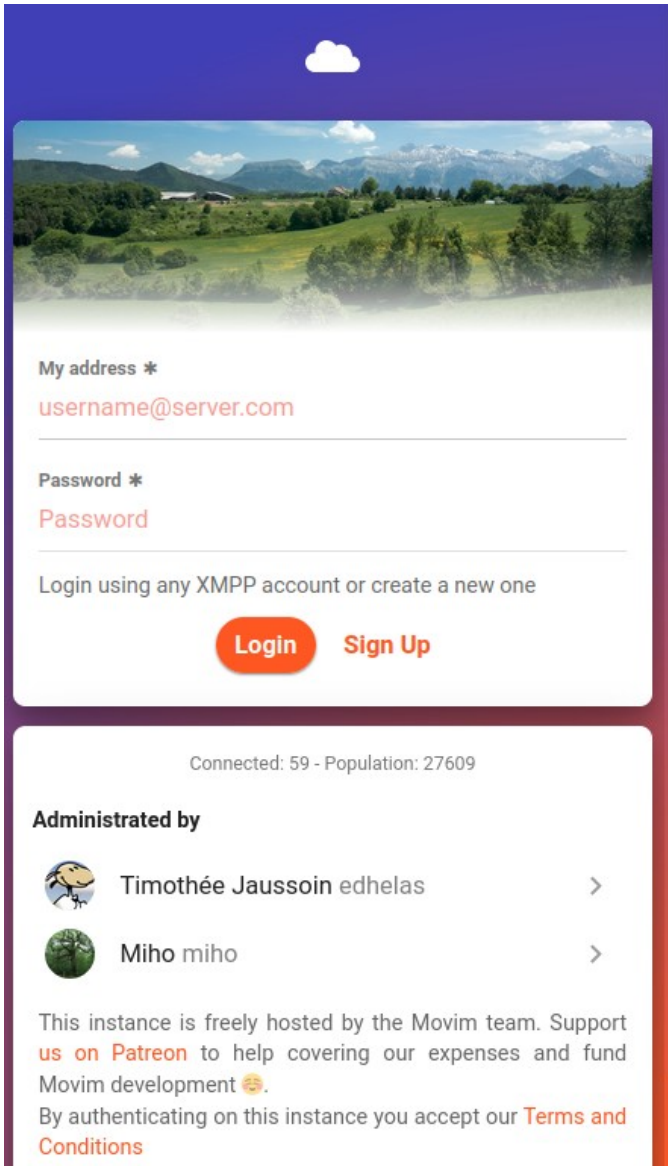 My address ✱
username@server.com
Password ✱
Password
Login using any XMPP account or create a new one
Login Sign Up
Connected: 59 - Population: 27609
Administrated by
Timothée Jaussoin edhelas
Miho miho
This instance is freely hosted by the Movim team. Support
us on Patreon to help covering our expenses and fund
Movim development ☺️.
By authenticating on this instance you accept our Terms and
Conditions